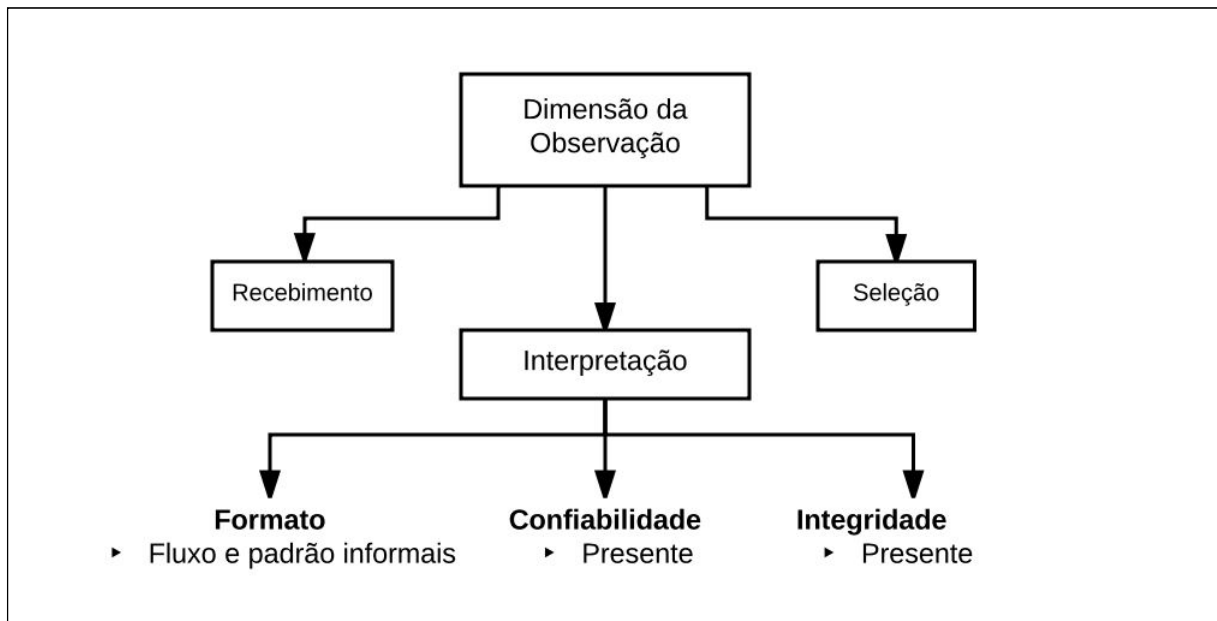 Dimensão da
Observação
Recebimento
Seleção
Interpretação
Formato
‣ Fluxo e padrão informais
Confiabilidade
‣ Presente
Integridade
‣ Presente